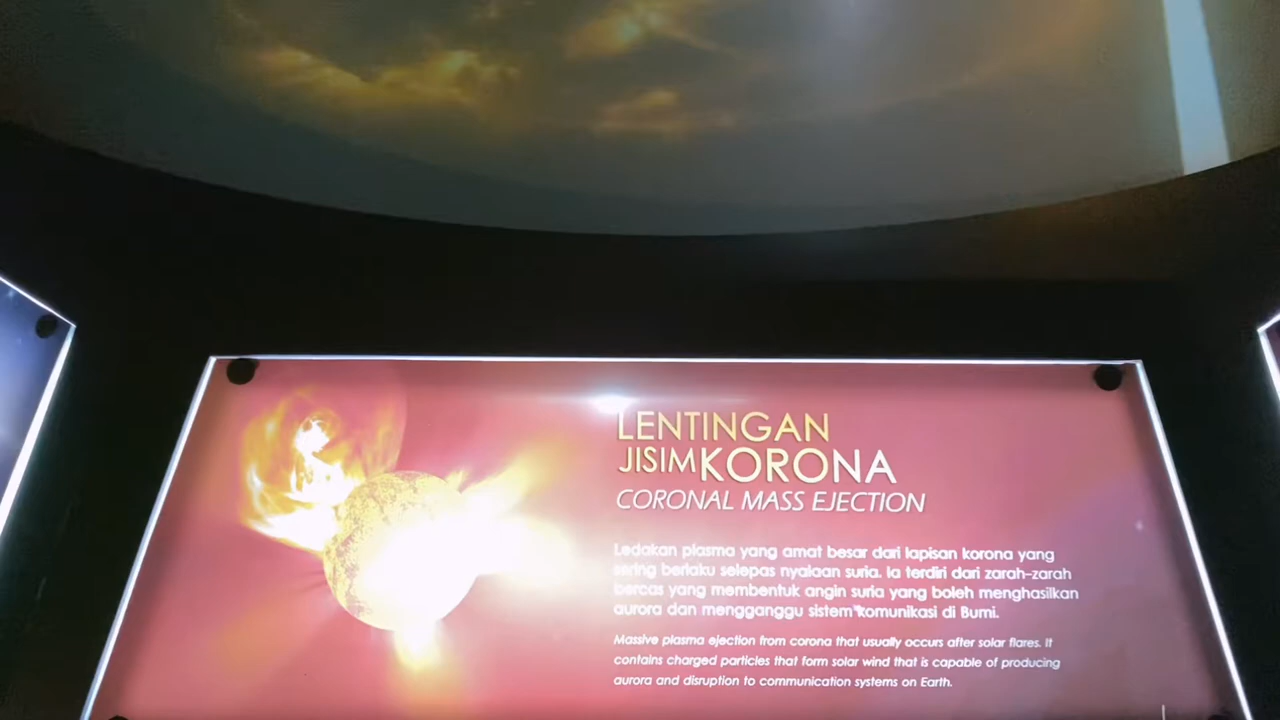 LENTINGAN
JISIM KORONA
CORONAL MASS EJECTION
Ledakan plasma yang amat besar dari lapisan korona yang
sering berlaku selepas nyalaan suria. Ia terdiri dari zarah-zarah
bercas yang membentuk angin suria yang boleh menghasilkan
aurora dan mengganggu sistem komunikasi di Bumi.
Massive plasma ejection from corona that usually occurs after solar flares. It
contains charged particles that form solar wind that is capable of producing
aurora and disruption to communication systems on Earth.